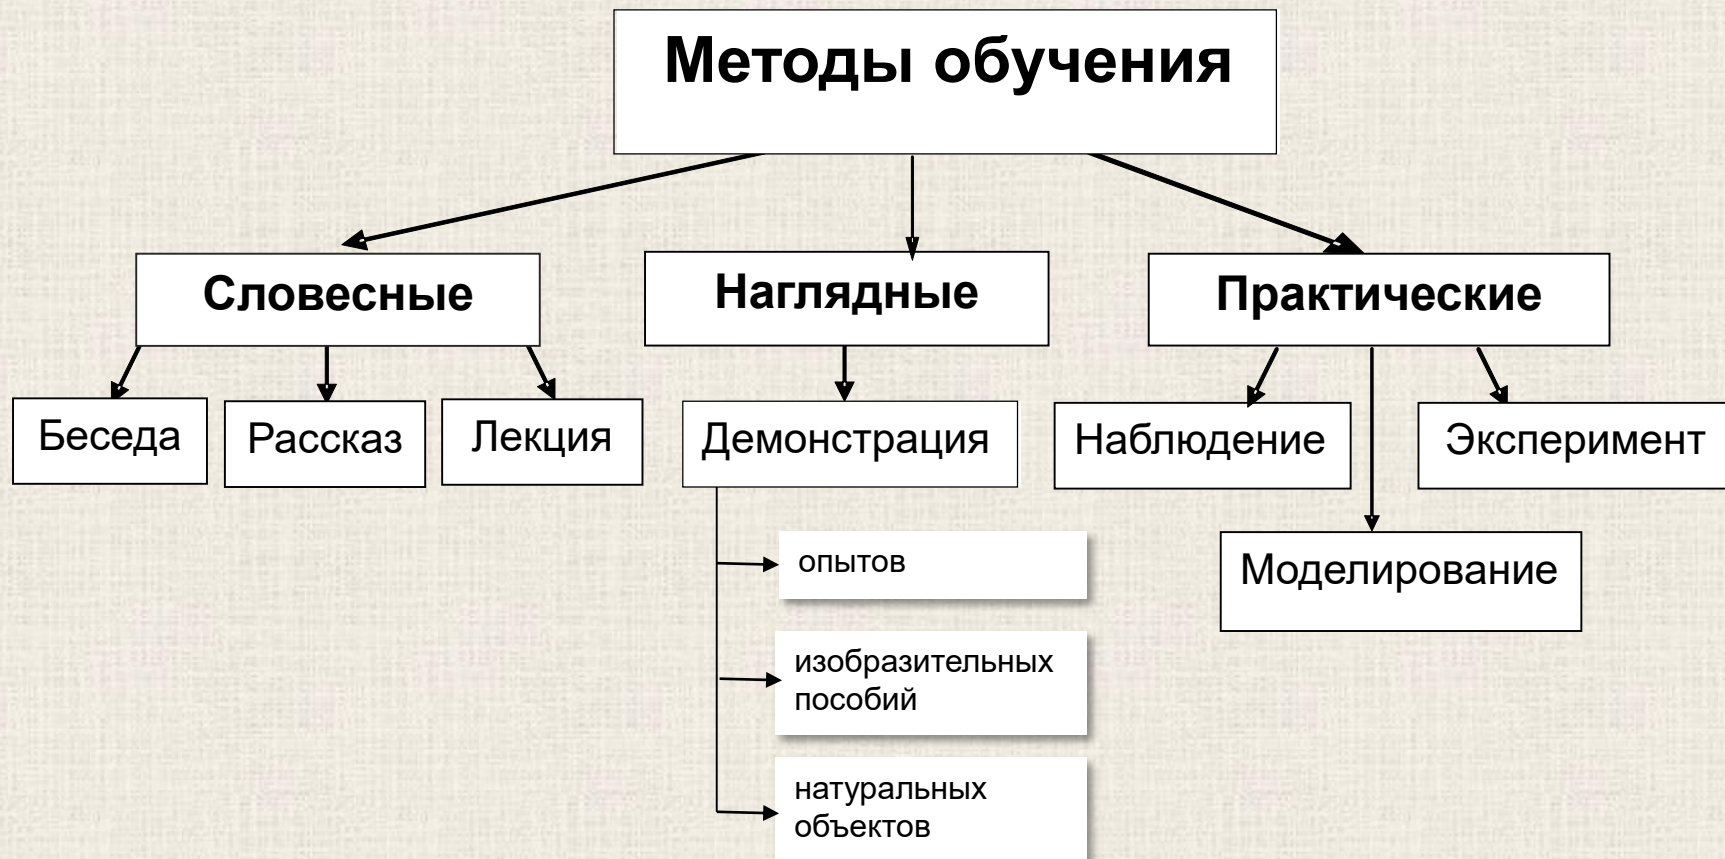 Методы обучения
Словесные
Наглядные
Практические
Беседа
Рассказ
Лекция
Демонстрация
Наблюдение
Эксперимент
Моделирование
опытов
изобразительных
пособий
натуральных
объектов